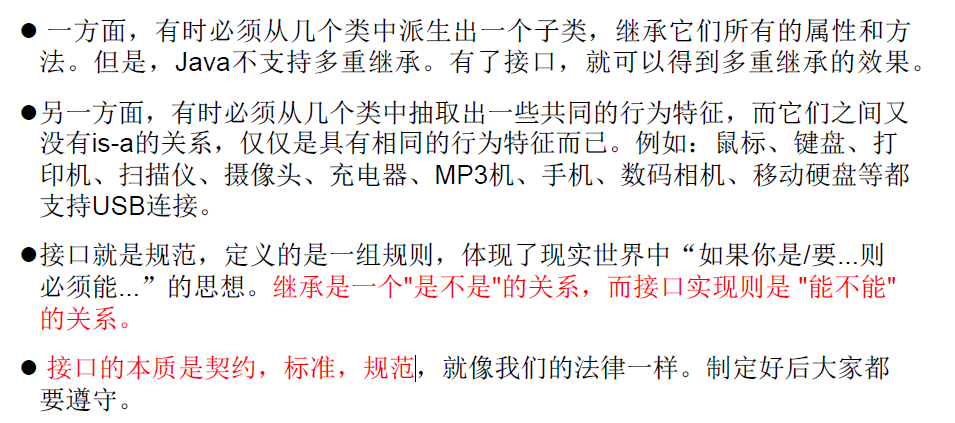 ● 一方面，有时必须从几个类中派生出一个子类，继承它们所有的属性和方
法。但是，Java不支持多重继承。有了接口，就可以得到多重继承的效果。
●另一方面，有时必须从几个类中抽取出一些共同的行为特征，而它们之间又
没有is-a的关系，仅仅是具有相同的行为特征而已。例如：鼠标、键盘、打
印机、扫描仪、摄像头、充电器、MP3机、手机、数码相机、移动硬盘等都
支持USB连接。
●接口就是规范，定义的是一组规则，体现了现实世界中“如果你是/要...则
必须能...”的思想。继承是一个"是不是"的关系，而接口实现则是 "能不能"
的关系。
● 接口的本质是契约，标准，规范，就像我们的法律一样。制定好后大家都
要遵守。